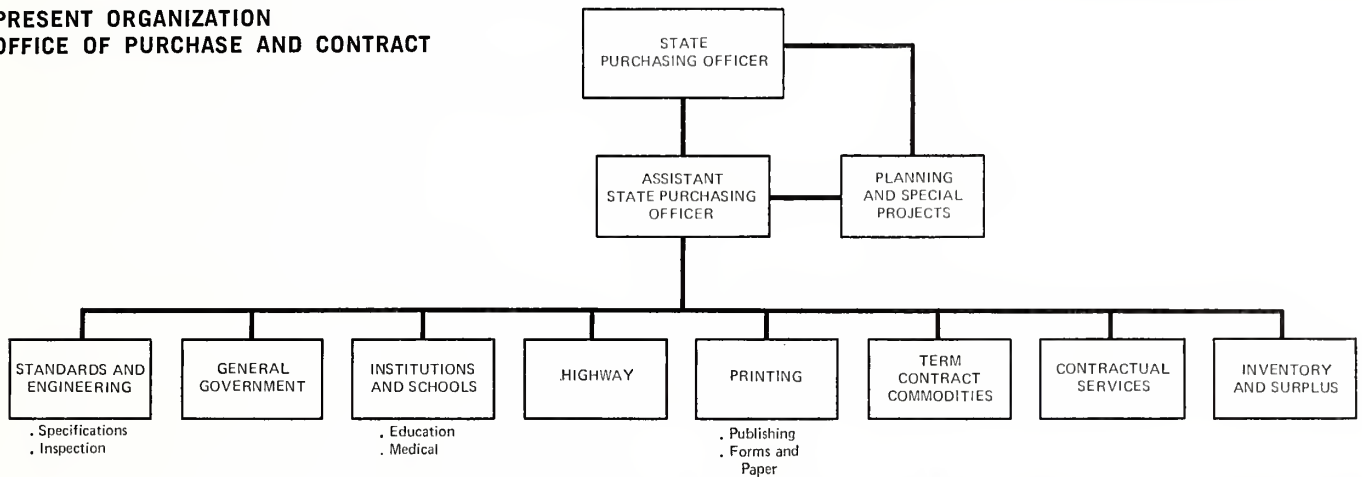 PRESENT ORGANIZATION
OFFICE OF PURCHASE AND CONTRACT
STATE
PURCHASING OFFICER
ASSISTANT
STATE PURCHASING
OFFICER
PLANNING
AND SPECIAL
PROJECTS
STANDARDS AND
ENGINEERING
. Specifications
. Inspection
GENERAL
GOVERNMENT
INSTITUTIONS
AND SCHOOLS
. Education
. Medical
.HIGHWAY
PRINTING
. Publishing
. Forms and
Paper
TERM
CONTRACT
COMMODITIES
CONTRACTUAL
SERVICES
INVENTORY
AND SURPLUS